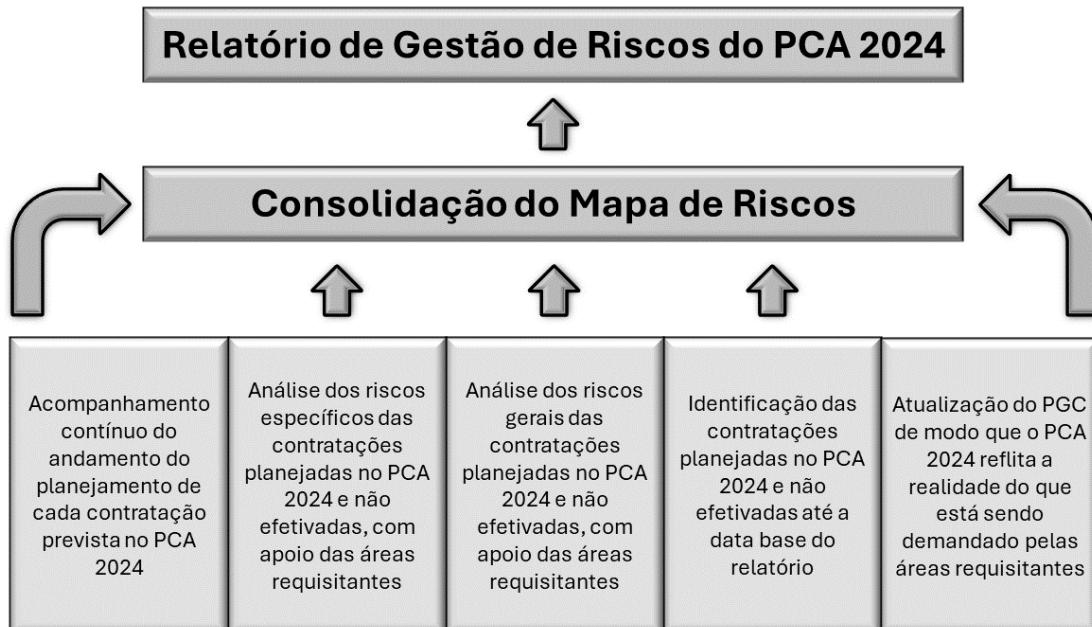 Relatório de Gestão de Riscos do PCA 2024
Consolidação do Mapa de Riscos
Acompanhamento
contínuo do
andamento do
planejamento de
cada contratação
prevista no PCA
2024
Análise dos riscos
específicos das
contratações
planejadas no PCA
2024 e não
efetivadas, com
apoio das áreas
requisitantes
Análise dos riscos
gerais das
contratações
planejadas no PCA
2024 e não
efetivadas, com
apoio das áreas
requisitantes
Identificação das
contratações
planejadas no PCA
2024 e não
efetivadas até a
data base do
relatório
Atualização do PGC
de modo que o PCA
2024 reflita a
realidade do que
está sendo
demandado pelas
áreas requisitantes